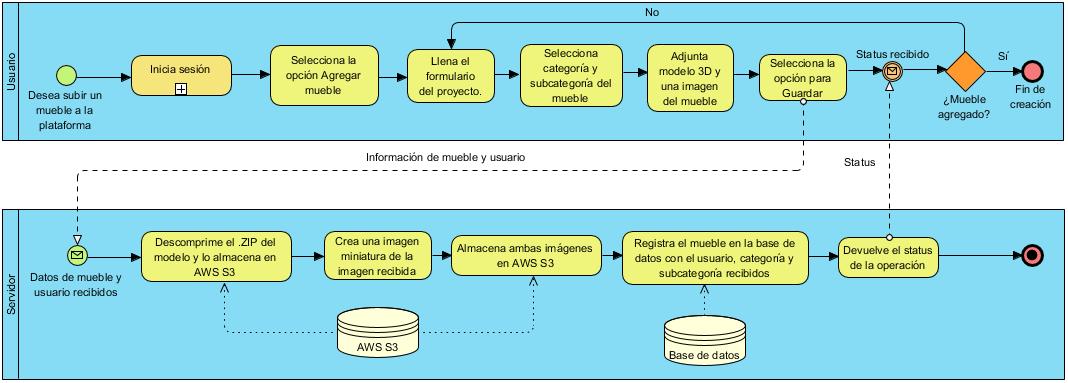 Usuario
No
Inicia sesión
Selecciona la
opción Agregar
mueble
Llena el
formulario
del proyecto.
Selecciona
categoría y
subcategoría del
mueble
Adjunta
modelo 3D y
una imagen
del mueble
Selecciona la
opción para
Guardar
Status recibido
Sí
Desea subir un
mueble a la
plataforma
¿Mueble
agregado?
Fin de
creación
Información de mueble y usuario
Status
Servidor
Datos de mueble y
usuario recibidos
Descomprime el .ZIP del
modelo y lo almacena en
AWS S3
Crea una imagen
miniatura de la
imagen recibida
Almacena ambas imágenes
en AWS S3
Registra el mueble en la base de
datos con el usuario, categoría y
subcategoría recibidos
Devuelve el status
de la operación
AWS S3
Base de datos